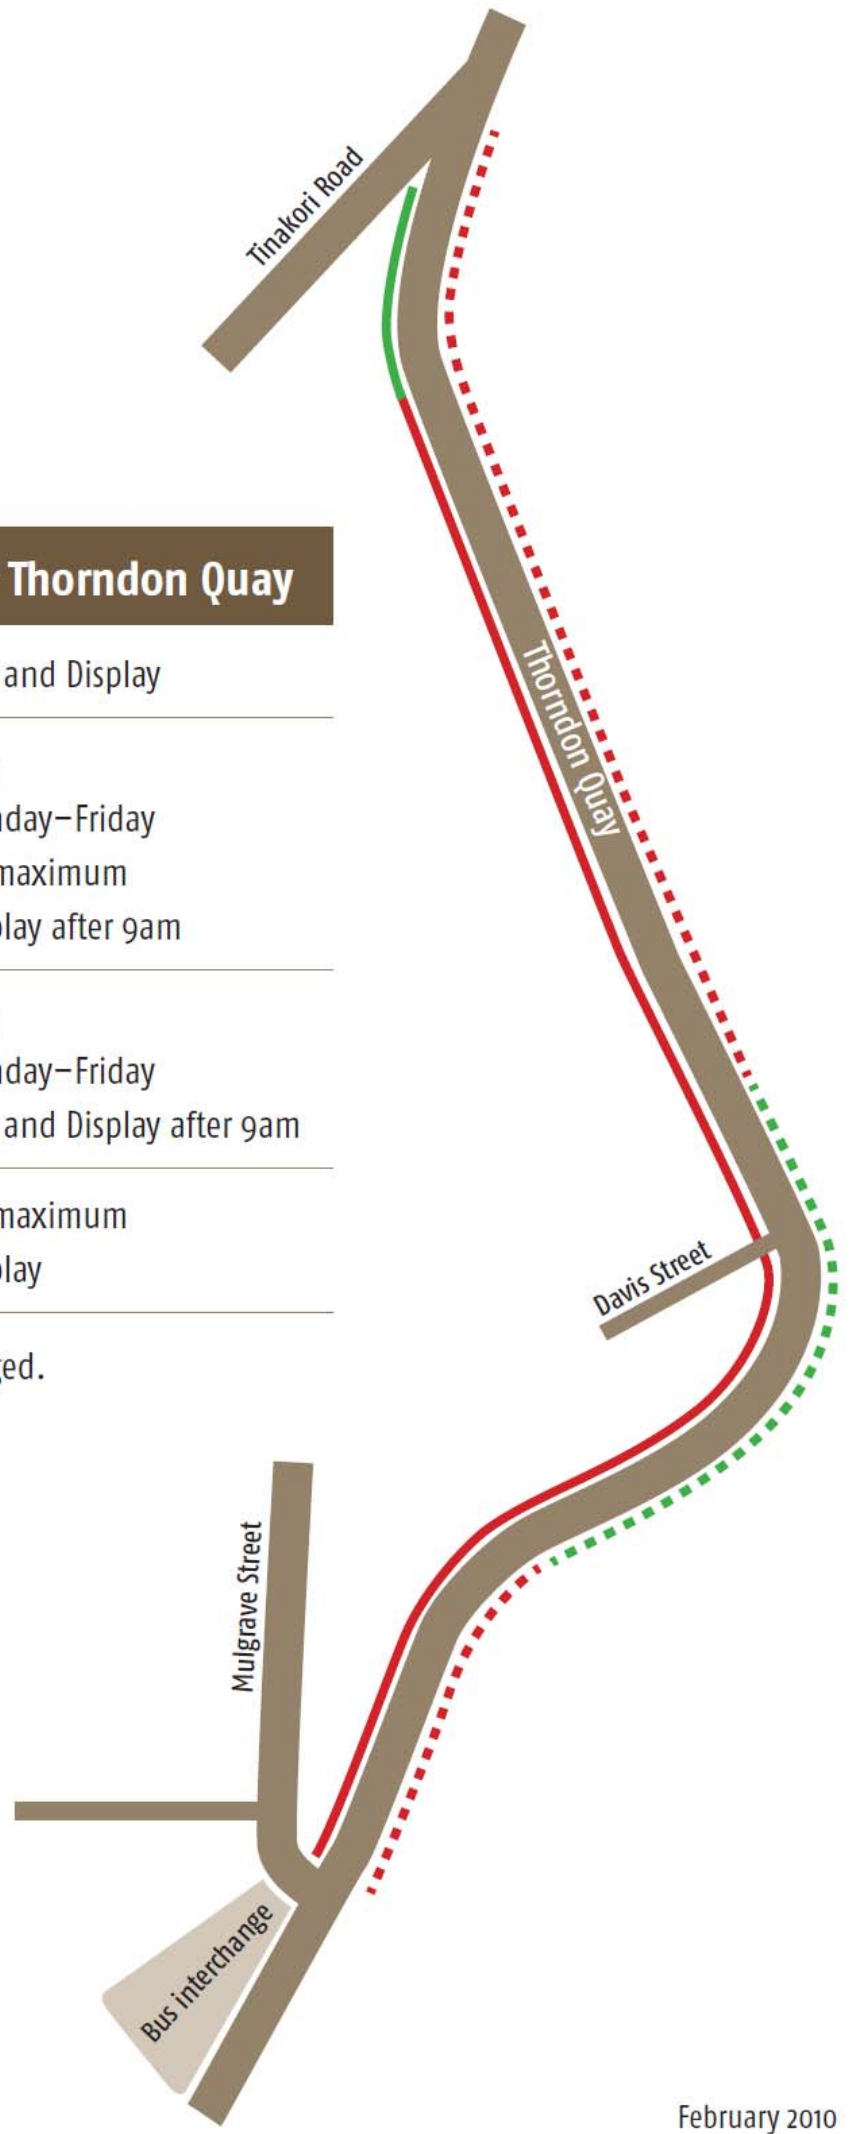 Tinakori Road
Thorndon Quay
and Display
day–Friday
maximum
lay after 9am
Thorndon Quay
day–Friday
and Display after 9am
maximum
lay
Davis Street
ed.
Mulgrave Street
Bus interchange
February 2010